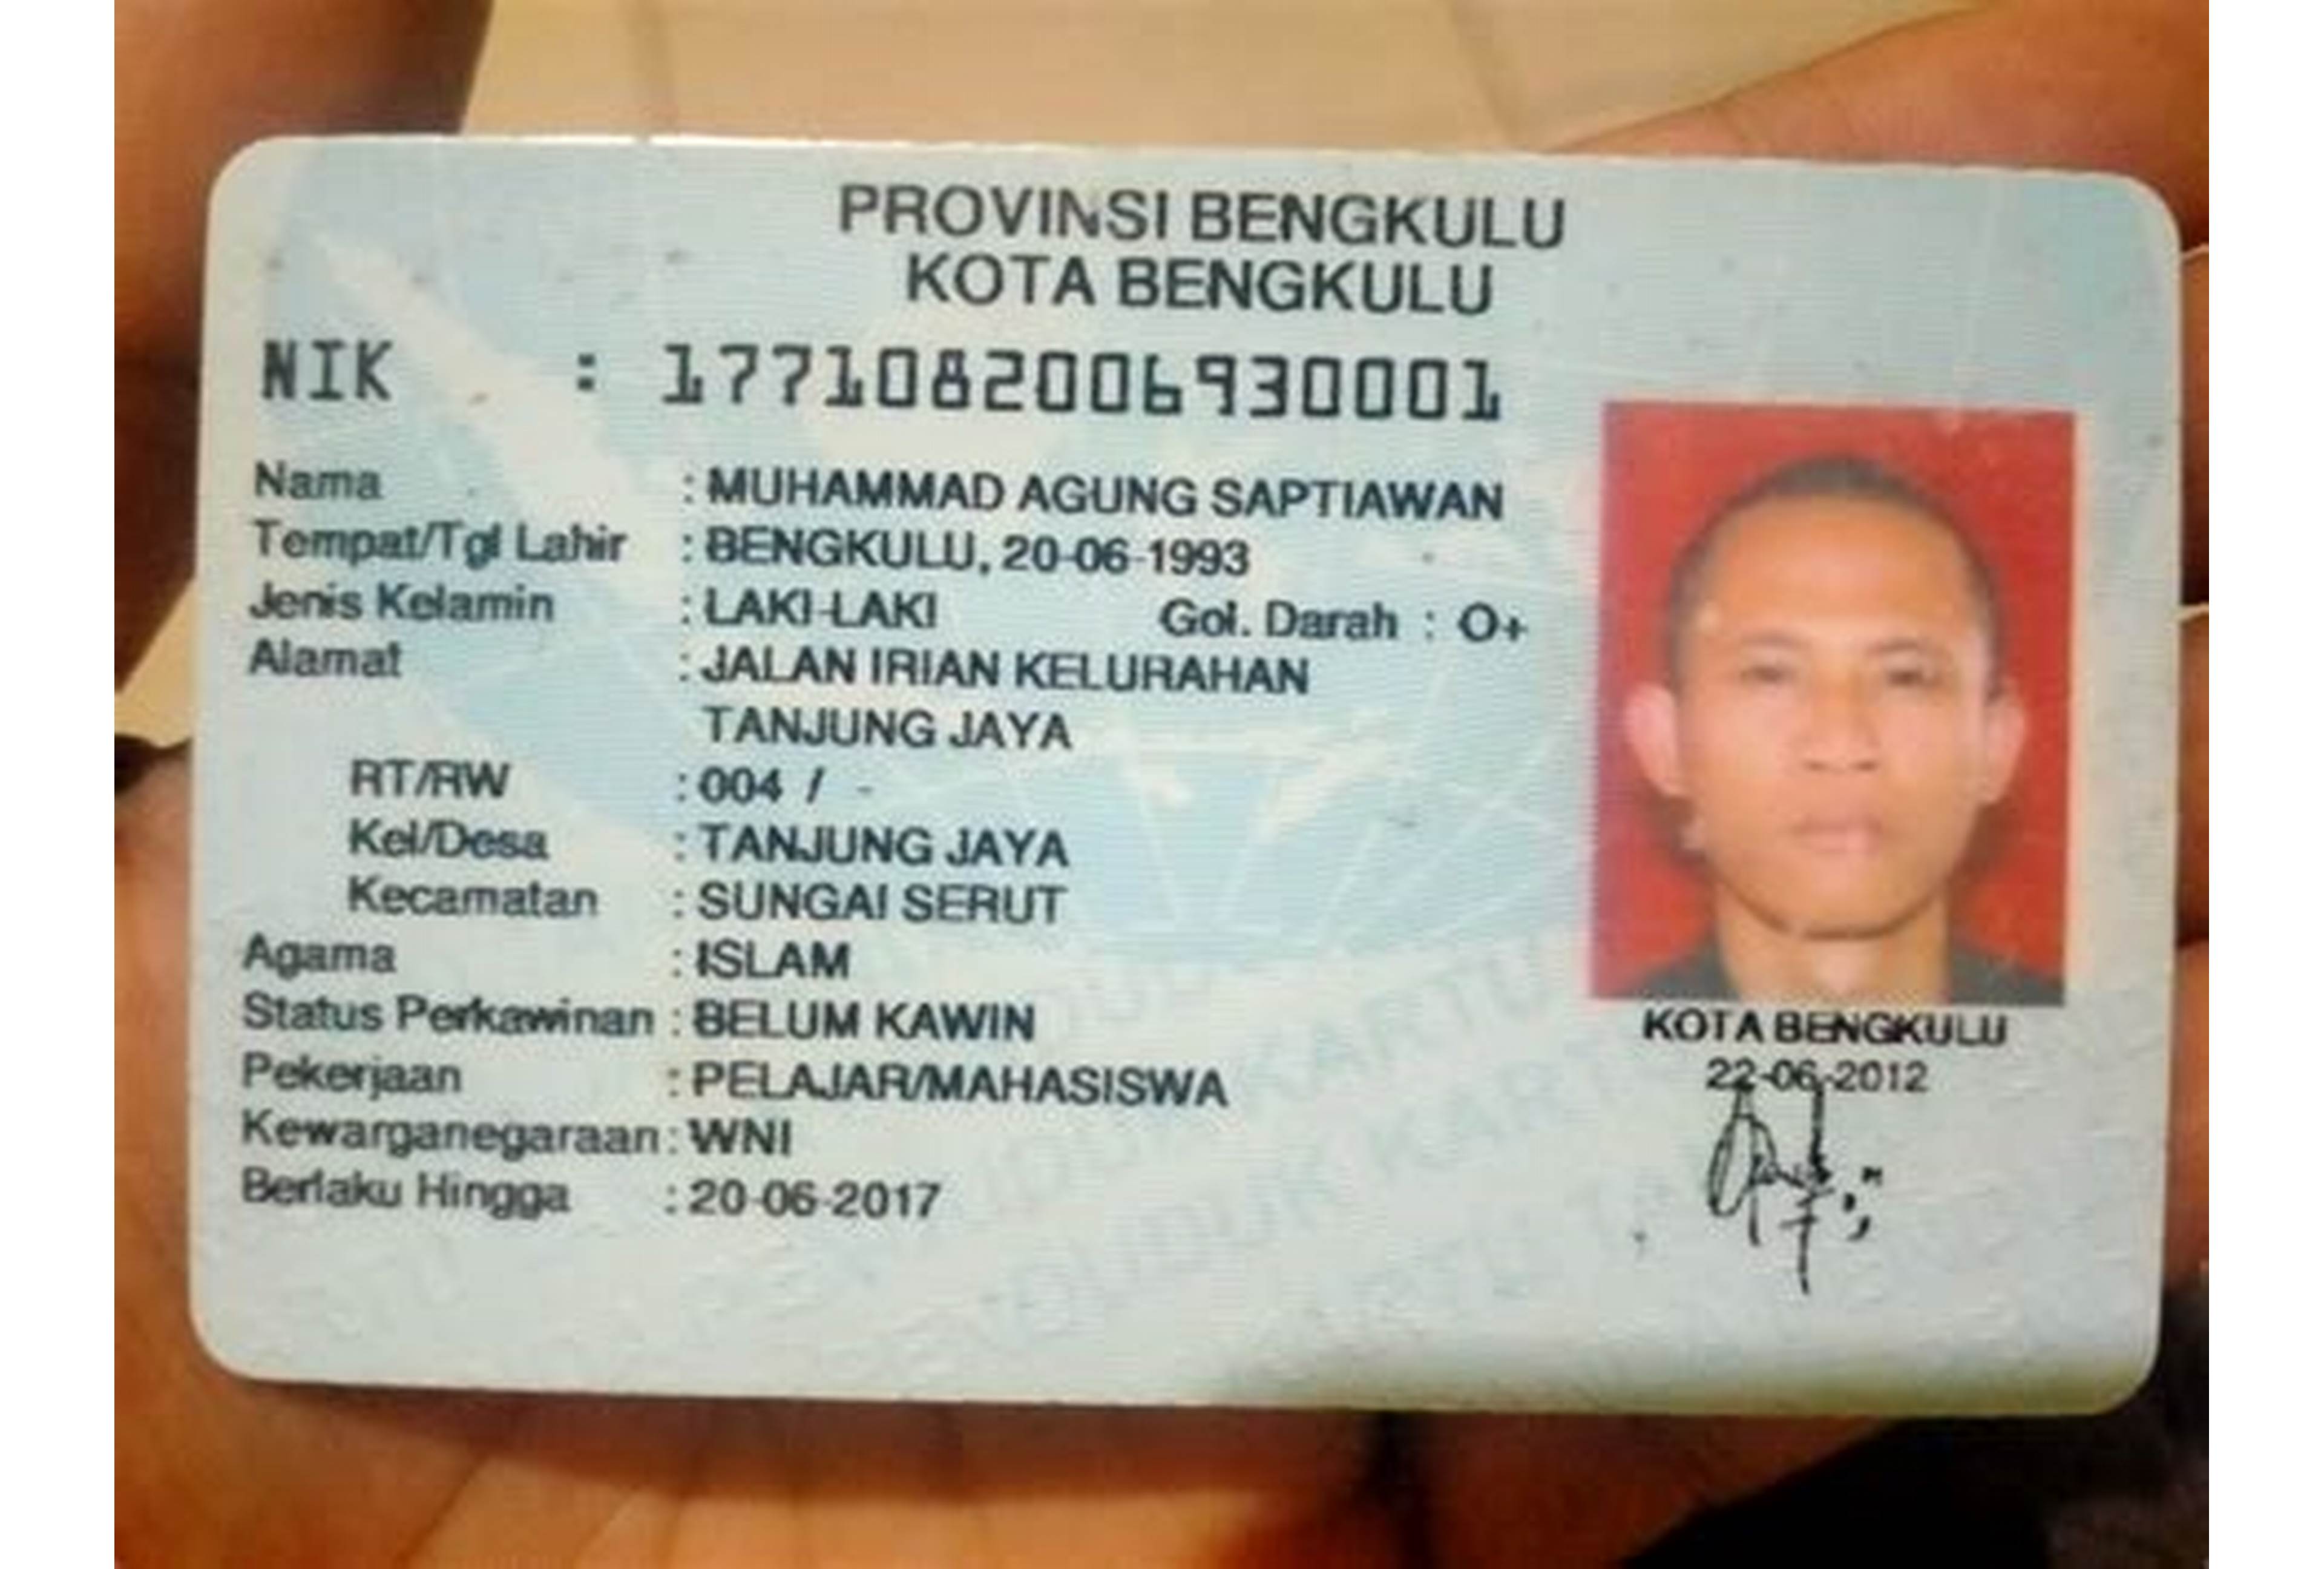 PROVINSI BENGKULU
KOTA BENGKULU
NIK : 1771082006930001
Nama : MUHAMMAD AGUNG SAPTIAWAN
Tempat/Tgl Lahir : BENGKULU, 20-06-1993
Jenis Kelamin : LAKI-LAKI Gol. Darah : O+
Alamat : JALAN IRIAN KELURAHAN
TANJUNG JAYA
RT/RW : 004 / -
Kel/Desa : TANJUNG JAYA
Kecamatan : SUNGAI SERUT
Agama : ISLAM
Status Perkawinan : BELUM KAWIN
Pekerjaan : PELAJAR/MAHASISWA
Kewarganegaraan : WNI
Berlaku Hingga : 20-06-2017
KOTA BENGKULU
22-06-2012